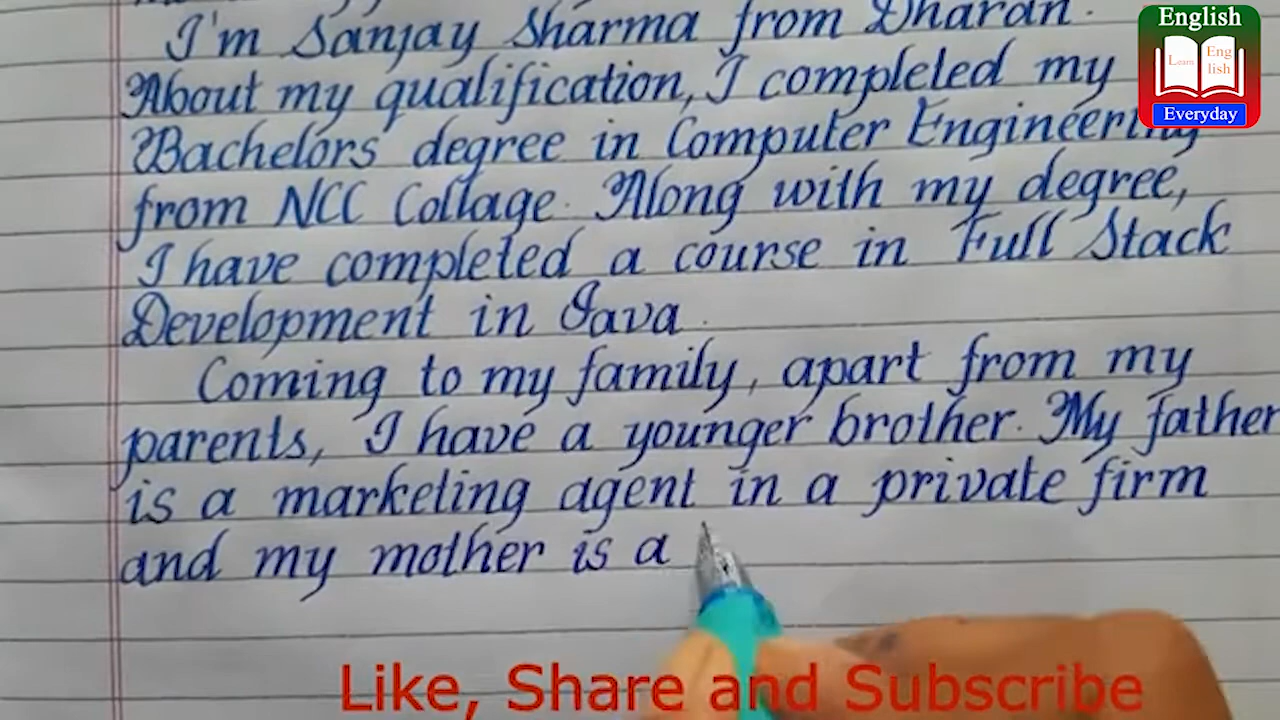 I'm Sanjay Sharma from Dharan.
About my qualification, I completed my
Bachelors degree in Computer Engineering
from NCC Collage. Along with my degree,
I have completed a course in Full Stack
Development in Java.
Coming to my family, apart from my
parents, I have a younger brother. My father
is a marketing agent in a private firm
and my mother is a
English
Learn
Eng
lish
Everyday
Like, Share and Subscribe